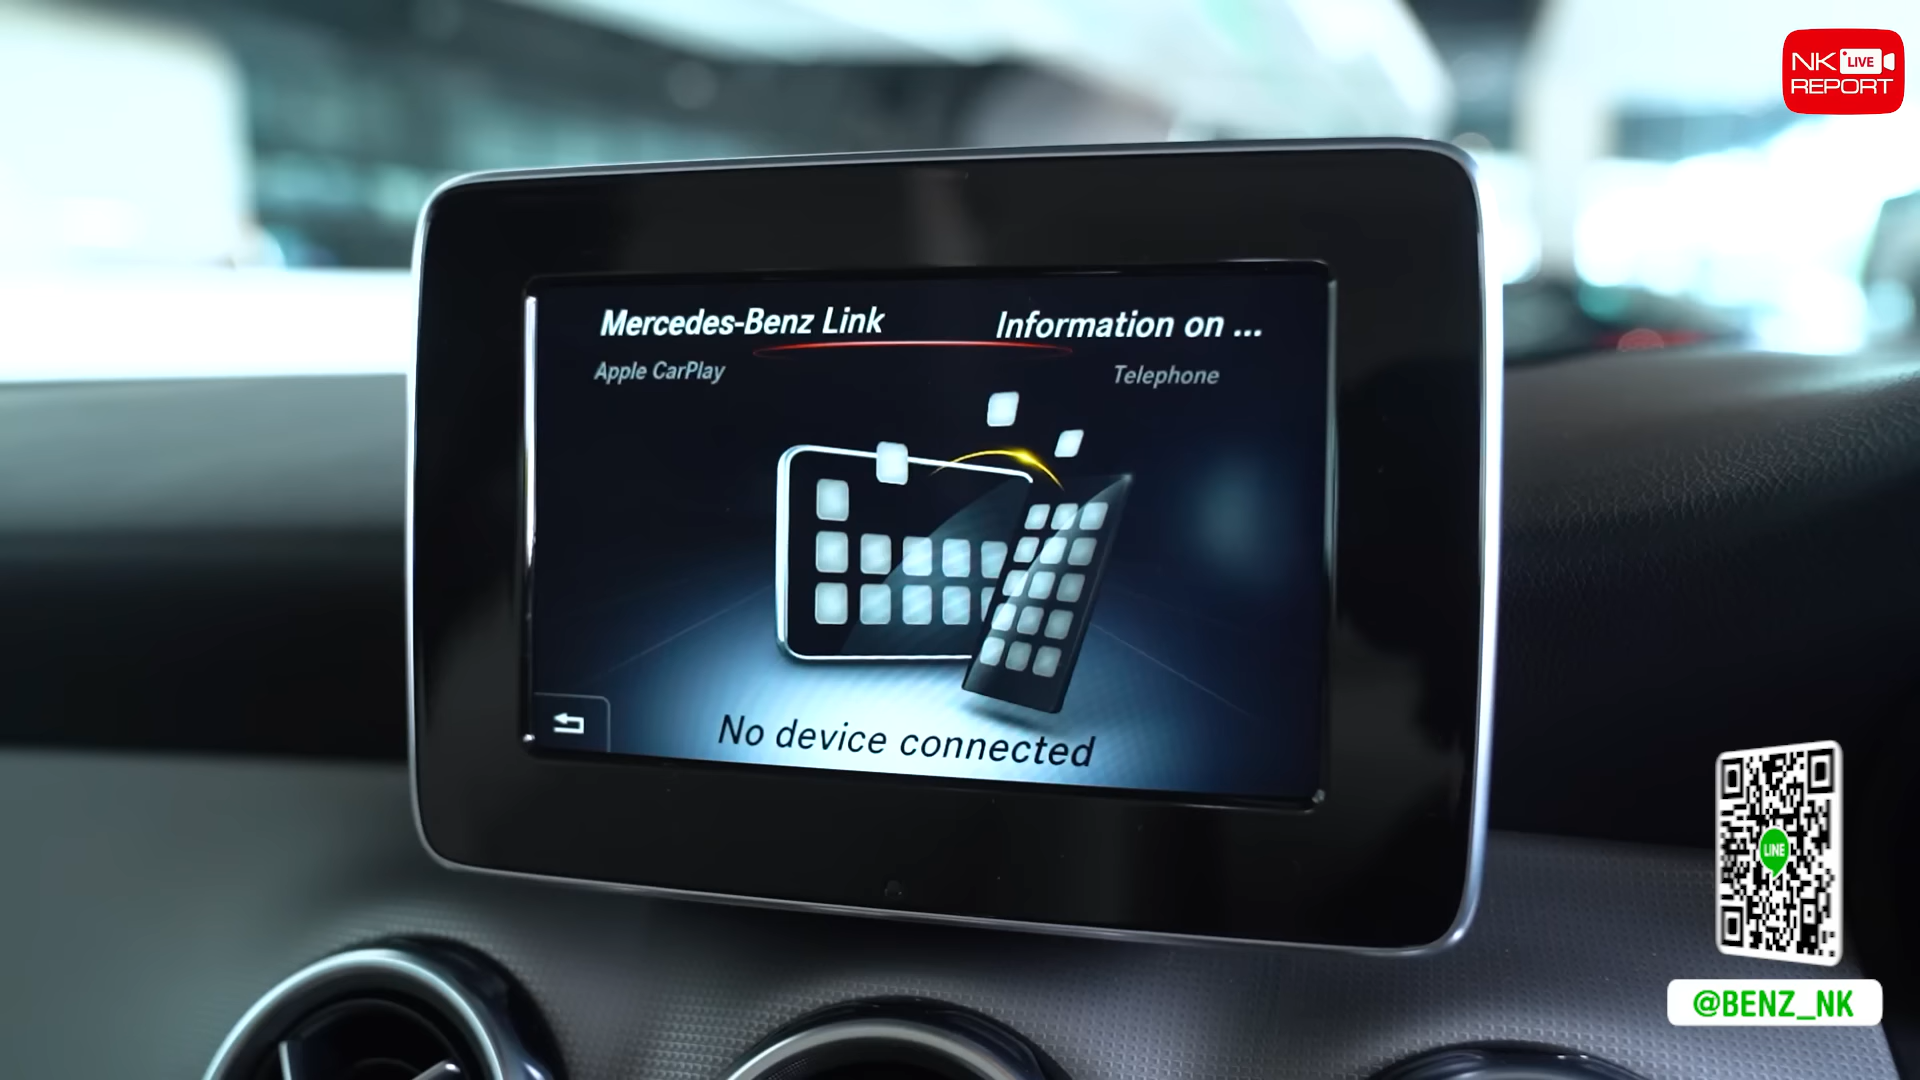 NK LIVE
REPORT
Mercedes-Benz Link
Information on ...
Apple CarPlay
Telephone
No device connected
LINE
@BENZ_NK